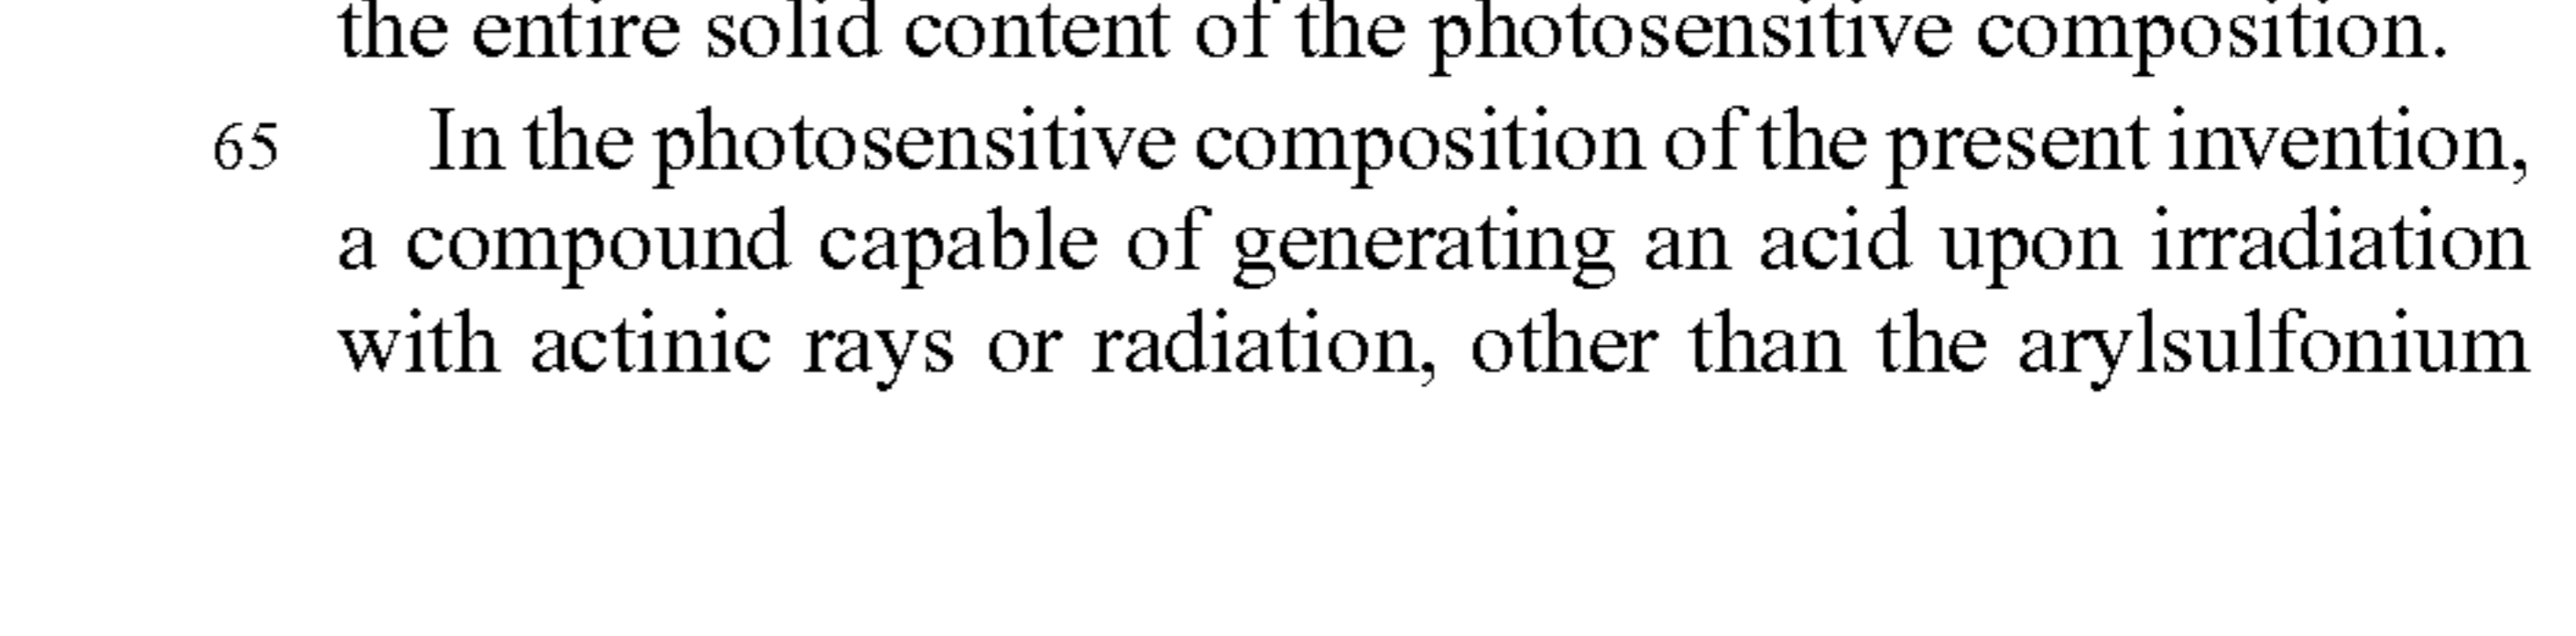 the entire solid content of the photosensitive composition.
65 In the photosensitive composition of the present invention,
a compound capable of generating an acid upon irradiation
with actinic rays or radiation, other than the arylsulfonium